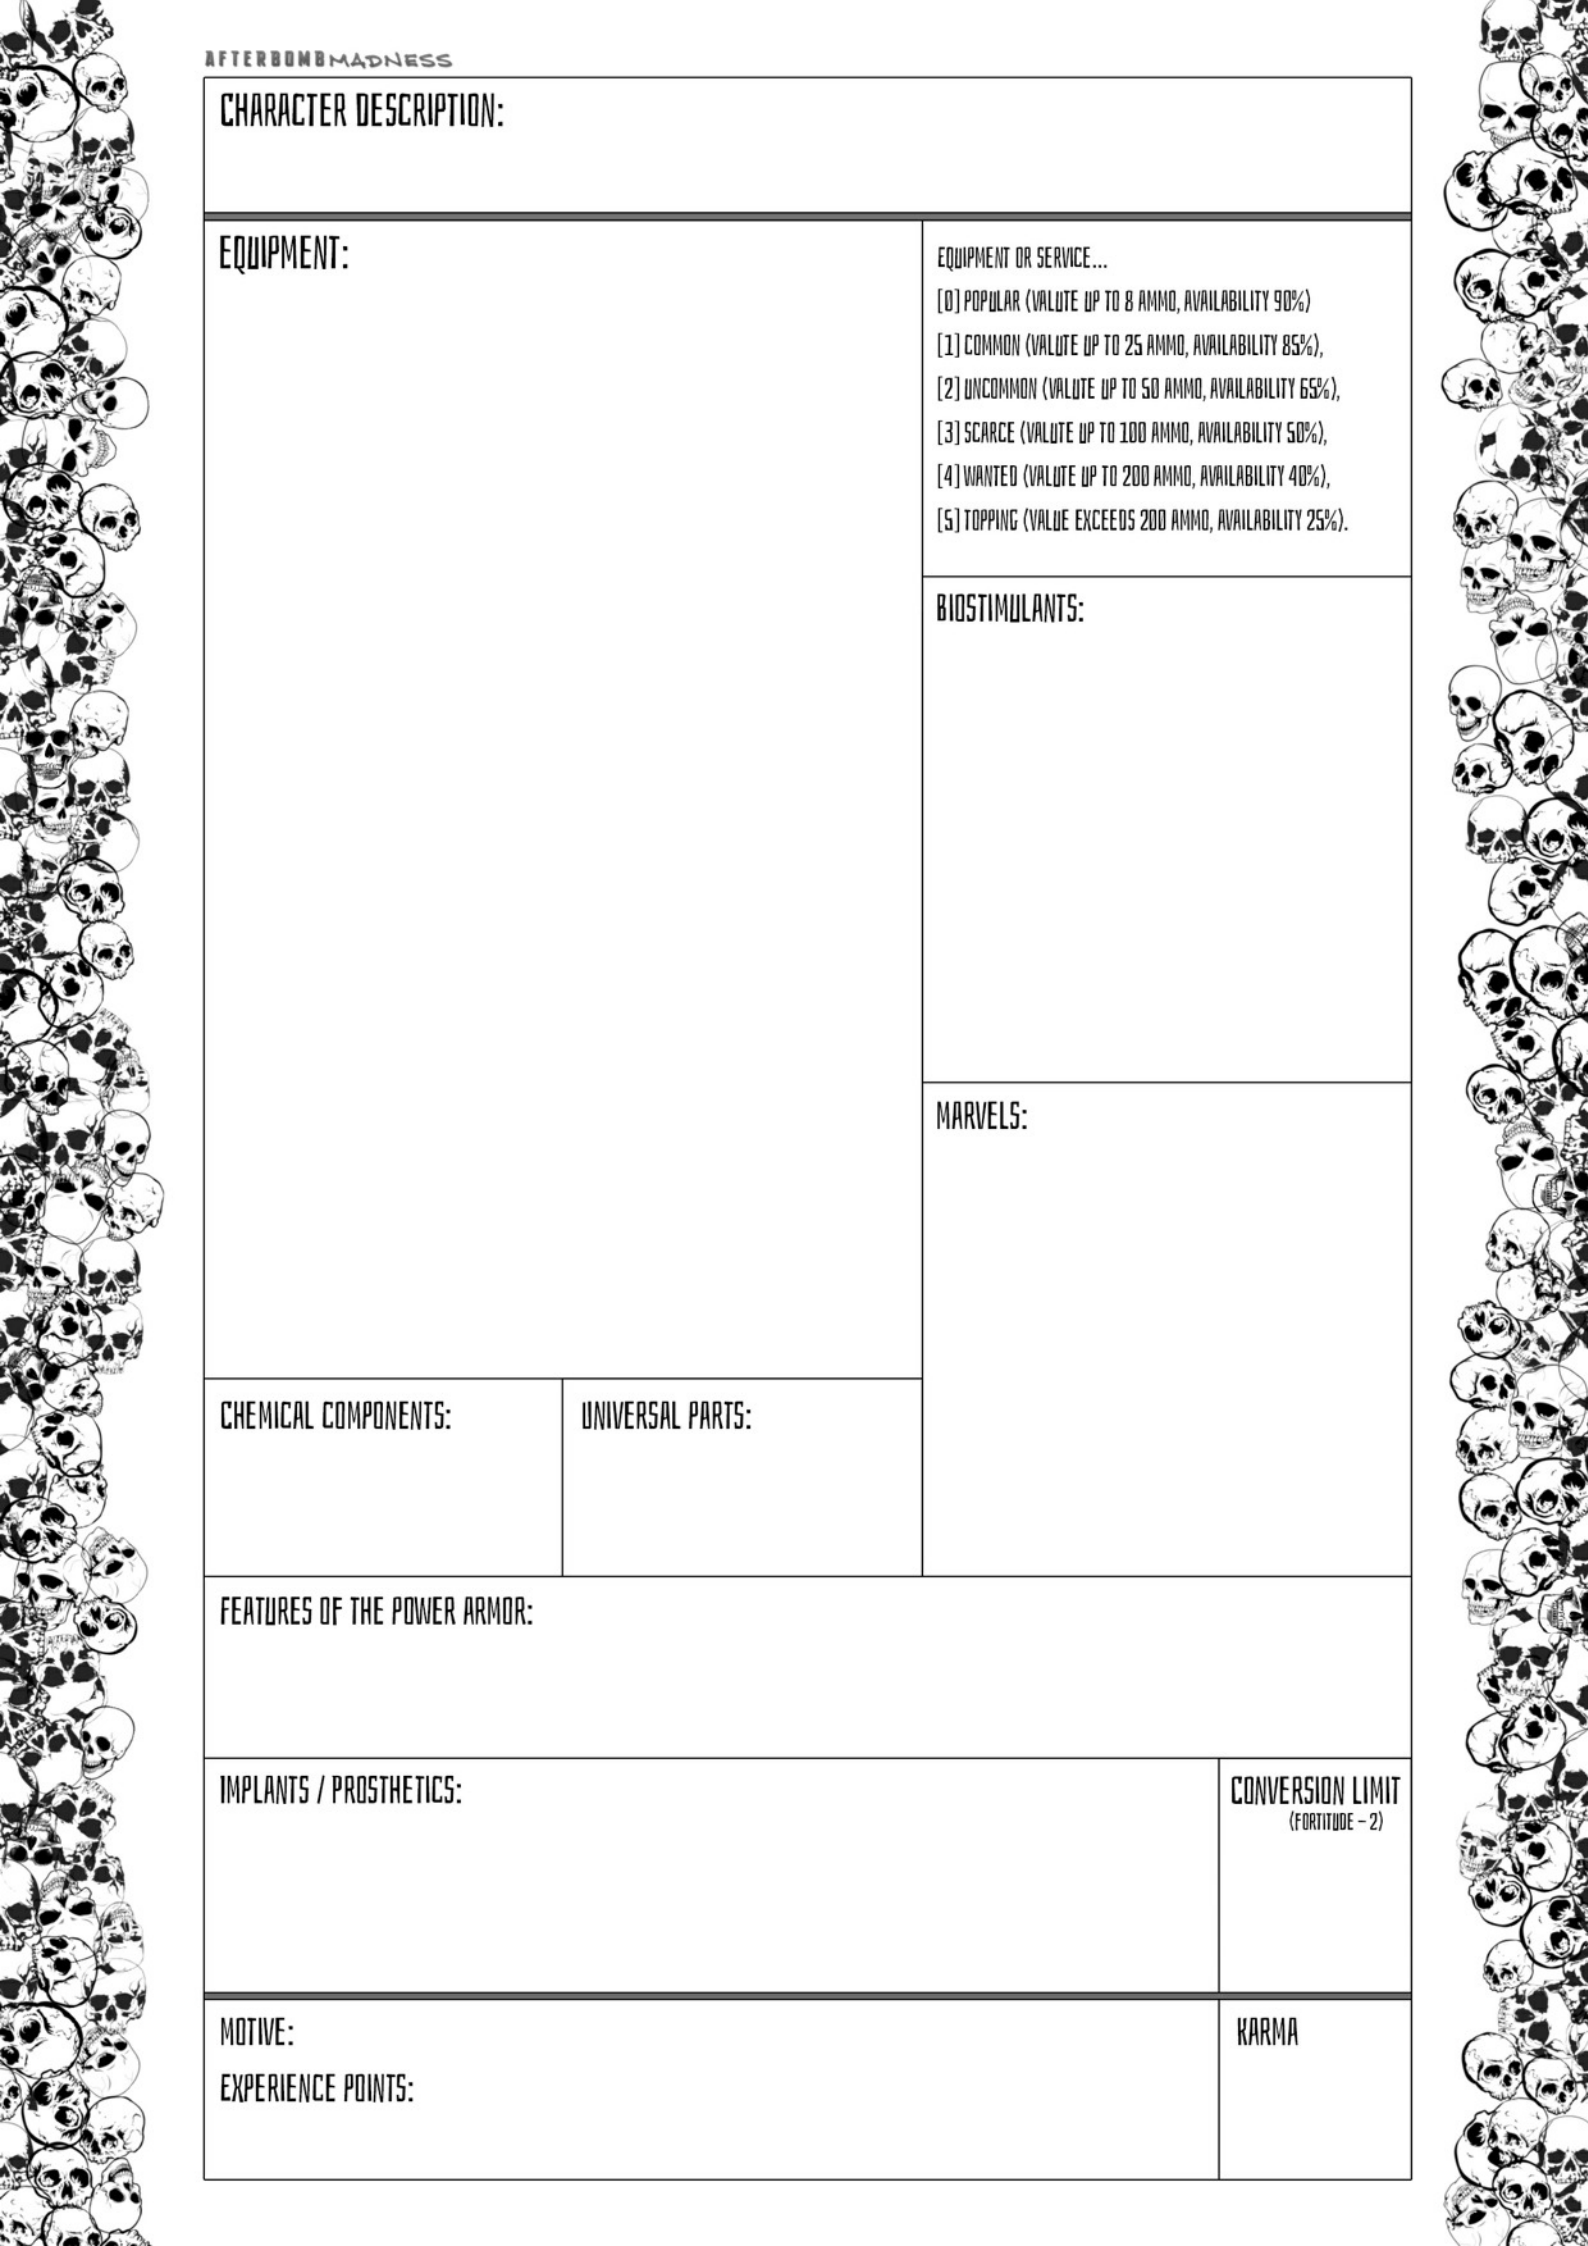 AFTERBOMB MADNESS
CHARACTER DESCRIPTION:
EQUIPMENT:
EQUIPMENT OR SERVICE...
[0] POPULAR (VALUTE UP TO 8 AMMO, AVAILABILITY 90%)
[1] COMMON (VALUTE UP TO 25 AMMO, AVAILABILITY 85%),
[2] UNCOMMON (VALUTE UP TO 50 AMMO, AVAILABILITY 65%),
[3] SCARCE (VALUTE UP TO 100 AMMO, AVAILABILITY 50%),
[4] WANTED (VALUTE UP TO 200 AMMO, AVAILABILITY 40%),
[5] TOPPING (VALUE EXCEEDS 200 AMMO, AVAILABILITY 25%).
BIOSTIMULANTS:
MARVELS:
CHEMICAL COMPONENTS:
UNIVERSAL PARTS:
FEATURES OF THE POWER ARMOR:
IMPLANTS / PROSTHETICS:
CONVERSION LIMIT
(FORTITUDE – 2)
MOTIVE:
EXPERIENCE POINTS:
KARMA